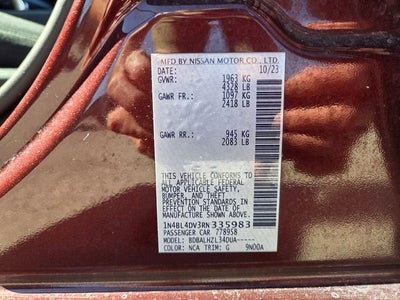 MFD BY NISSAN MOTOR CO., LTD.
DATE: 10/23
GVWR: 1963 KG
4328 LB
GAWR FR.: 1097 KG
2418 LB
GAWR RR.: 945 KG
2083 LB
THIS VEHICLE CONFORMS TO ALL
APPLICABLE FEDERAL
MOTOR VEHICLE SAFETY,
BUMPER, AND THEFT
PREVENTION STANDARDS IN
EFFECT ON THE DATE OF
MANUFACTURE SHOWN ABOVE.
1N4BL4DV3RN335983
PASSENGER CAR 778958
MODEL: BDBALHZL34DUA-----
COLOR: NCA TRIM: G 9N00A